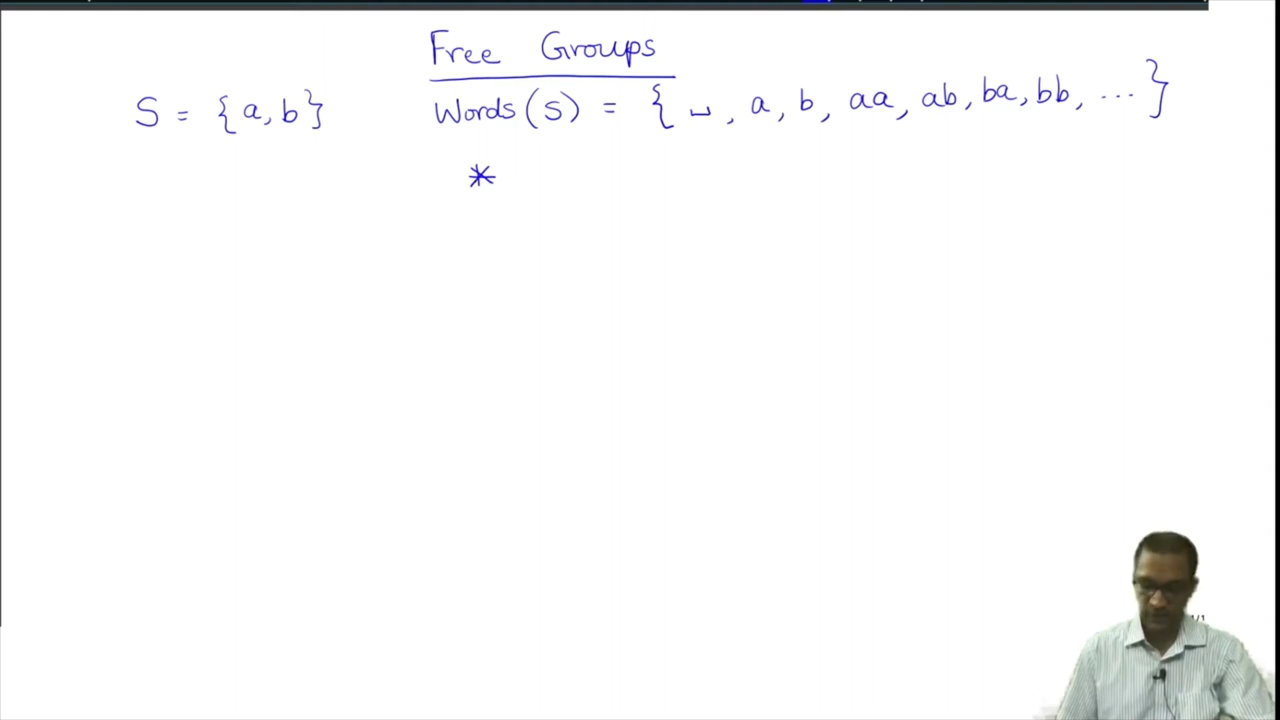 Free Groups
S = {a, b} Words(S) = { ␣, a, b, aa, ab, ba, bb, ... }
*